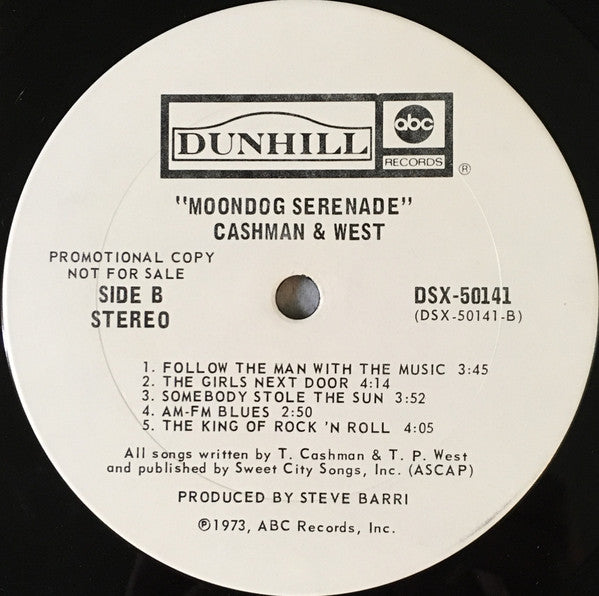 DUNHILL
abc
RECORDS
®
"MOONDOG SERENADE"
CASHMAN & WEST
PROMOTIONAL COPY
NOT FOR SALE
SIDE B
STEREO
DSX-50141
(DSX-50141-B)
1. FOLLOW THE MAN WITH THE MUSIC 3:45
2. THE GIRLS NEXT DOOR 4:14
3. SOMEBODY STOLE THE SUN 3:52
4. AM-FM BLUES 2:50
5. THE KING OF ROCK 'N ROLL 4:05
All songs written by T. Cashman & T. P. West
and published by Sweet City Songs, Inc. (ASCAP)
PRODUCED BY STEVE BARRI
℗1973, ABC Records, Inc.